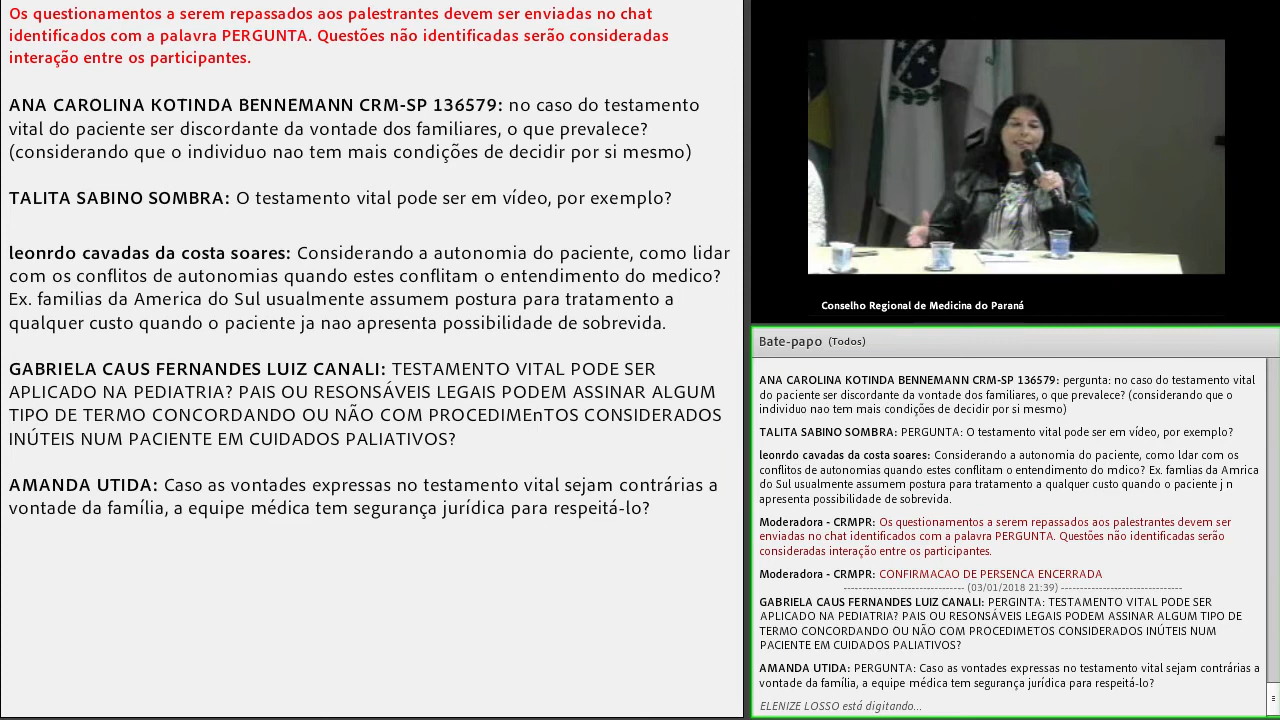 Os questionamentos a serem repassados aos palestrantes devem ser enviadas no chat
identificados com a palavra PERGUNTA. Questões não identificadas serão consideradas
interação entre os participantes.
ANA CAROLINA KOTINDA BENNEMANN CRM-SP 136579: no caso do testamento
vital do paciente ser discordante da vontade dos familiares, o que prevalece?
(considerando que o individuo nao tem mais condições de decidir por si mesmo)
TALITA SABINO SOMBRA: O testamento vital pode ser em vídeo, por exemplo?
leonrdo cavadas da costa soares: Considerando a autonomia do paciente, como lidar
com os conflitos de autonomias quando estes conflitam o entendimento do medico?
Ex. familias da America do Sul usualmente assumem postura para tratamento a
qualquer custo quando o paciente ja nao apresenta possibilidade de sobrevida.
GABRIELA CAUS FERNANDES LUIZ CANALI: TESTAMENTO VITAL PODE SER
APLICADO NA PEDIATRIA? PAIS OU RESONSÁVEIS LEGAIS PODEM ASSINAR ALGUM
TIPO DE TERMO CONCORDANDO OU NÃO COM PROCEDIMEnTOS CONSIDERADOS
INÚTEIS NUM PACIENTE EM CUIDADOS PALIATIVOS?
AMANDA UTIDA: Caso as vontades expressas no testamento vital sejam contrárias a
vontade da família, a equipe médica tem segurança jurídica para respeitá-lo?
Conselho Regional de Medicina do Paraná
Bate-papo (Todos)
ANA CAROLINA KOTINDA BENNEMANN CRM-SP 136579: pergunta: no caso do testamento
vital do paciente ser discordante da vontade dos familiares, o que prevalece? (considerando que o
individuo nao tem mais condições de decidir por si mesmo)
TALITA SABINO SOMBRA: PERGUNTA: O testamento vital pode ser em vídeo, por exemplo?
leonrdo cavadas da costa soares: Considerando a autonomia do paciente, como ldar com os
conflitos de autonomias quando estes conflitam o entendimento do mdico? Ex. famlias da Amrica
do Sul usualmente assumem postura para tratamento a qualquer custo quando o paciente j n
apresenta possibilidade de sobrevida.
Moderadora - CRMPR: Os questionamentos a serem repassados aos palestrantes devem ser
enviadas no chat identificados com a palavra PERGUNTA. Questões não identificadas serão
consideradas interação entre os participantes.
Moderadora - CRMPR: CONFIRMACAO DE PERSENCA ENCERRADA
------------------------------- (03/01/2018 21:39) -------------------------------
GABRIELA CAUS FERNANDES LUIZ CANALI: PERGINTA: TESTAMENTO VITAL PODE SER
APLICADO NA PEDIATRIA? PAIS OU RESONSÁVEIS LEGAIS PODEM ASSINAR ALGUM TIPO DE
TERMO CONCORDANDO OU NÃO COM PROCEDIMETOS CONSIDERADOS INÚTEIS NUM
PACIENTE EM CUIDADOS PALIATIVOS?
AMANDA UTIDA: PERGUNTA: Caso as vontades expressas no testamento vital sejam contrárias a
vontade da família, a equipe médica tem segurança jurídica para respeitá-lo?
ELENIZE LOSSO está digitando...